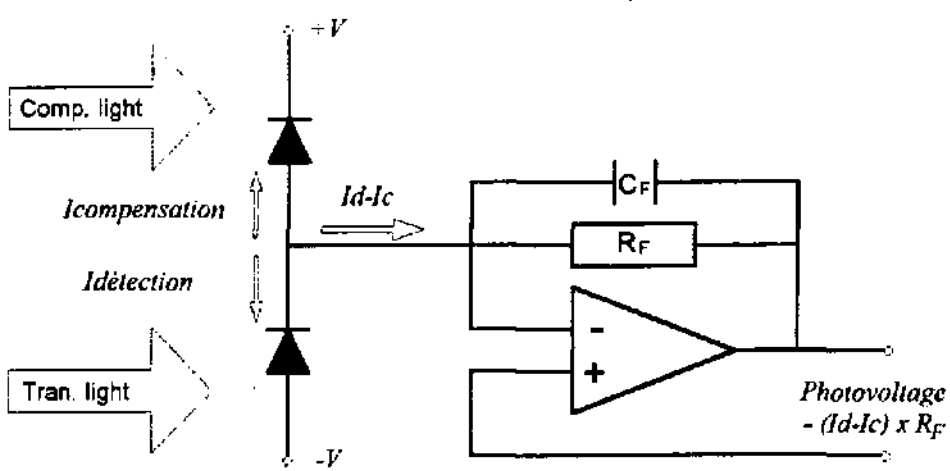 +V
Comp. light
CF
Icompensation
Id-Ic
RF
Idètection
-
+
Tran. light
Photovoltage
- (Id-Ic) x RF
-V